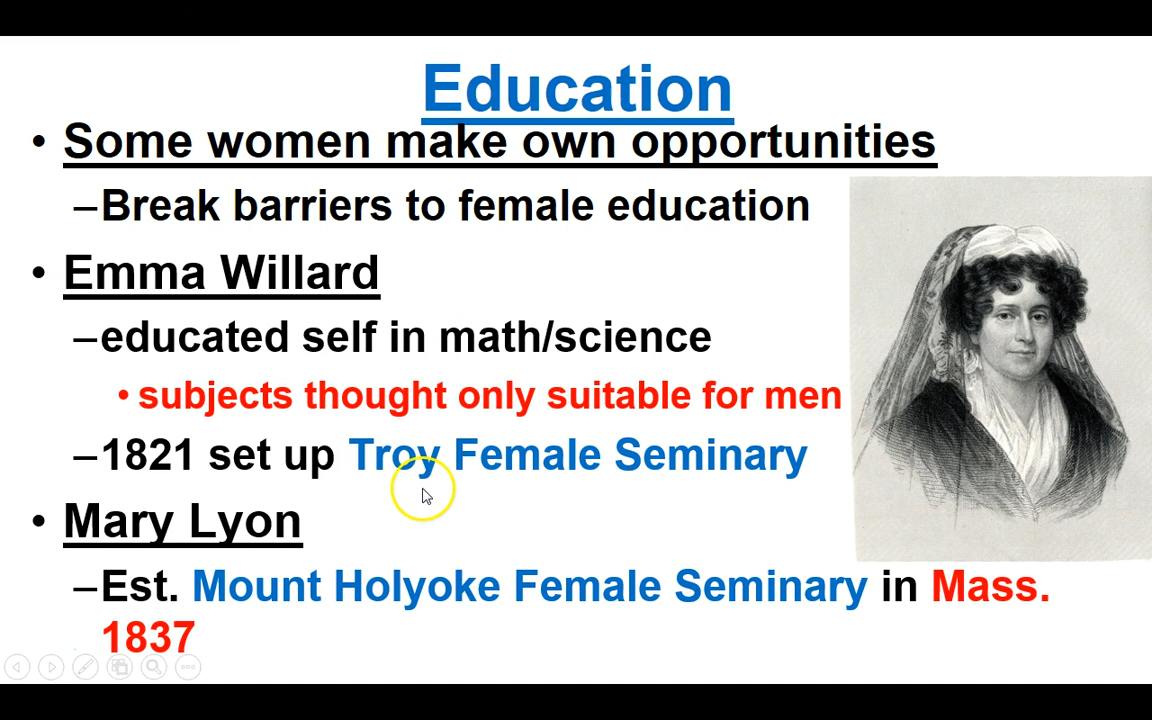 Education
• Some women make own opportunities
–Break barriers to female education
• Emma Willard
–educated self in math/science
• subjects thought only suitable for men
–1821 set up Troy Female Seminary
• Mary Lyon
–Est. Mount Holyoke Female Seminary in Mass.
1837